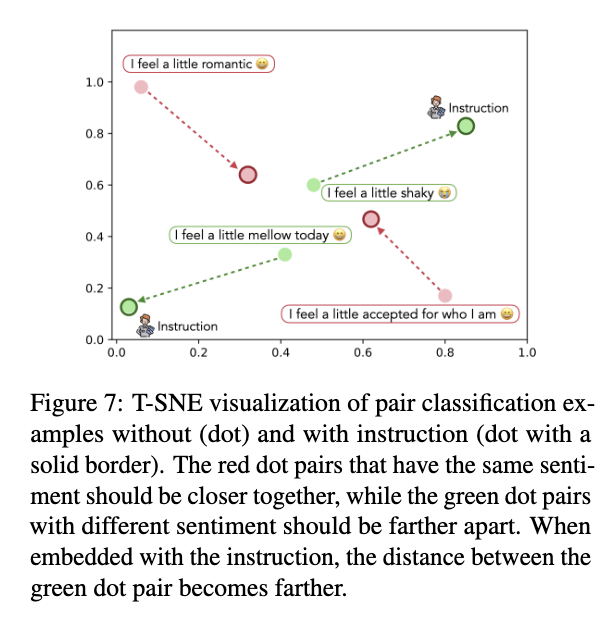 I feel a little romantic 😄
1.0
Instruction
0.8
0.6
I feel a little shaky 😭
0.4
I feel a little mellow today 😄
0.2
I feel a little accepted for who I am 😄
Instruction
0.0
0.0 0.2 0.4 0.6 0.8 1.0
Figure 7: T-SNE visualization of pair classification ex-
amples without (dot) and with instruction (dot with a
solid border). The red dot pairs that have the same senti-
ment should be closer together, while the green dot pairs
with different sentiment should be farther apart. When
embedded with the instruction, the distance between the
green dot pair becomes farther.